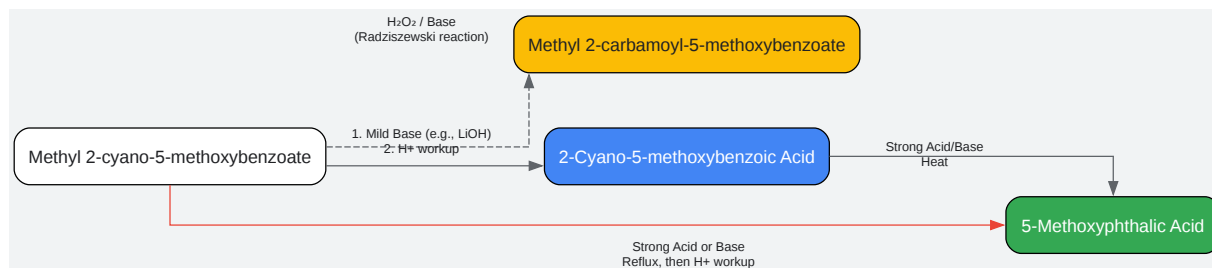 H₂O₂ / Base
(Radziszewski reaction)
Methyl 2-carbamoyl-5-methoxybenzoate
Methyl 2-cyano-5-methoxybenzoate
1. Mild Base (e.g., LiOH)
2. H+ workup
2-Cyano-5-methoxybenzoic Acid
Strong Acid/Base
Heat
5-Methoxyphthalic Acid
Strong Acid or Base
Reflux, then H+ workup